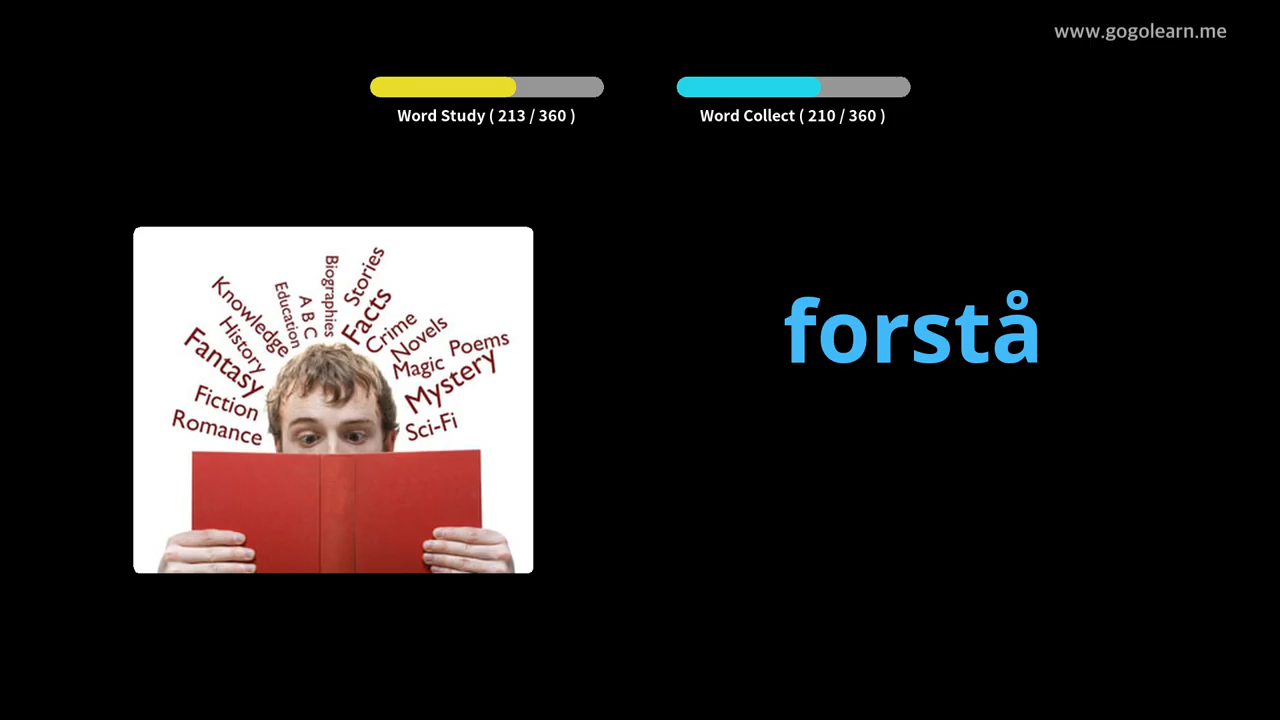 www.gogolearn.me
Word Study ( 213 / 360 )
Word Collect ( 210 / 360 )
Romance
Fiction
Fantasy
History
Knowledge
Education
A B C
Biographies
Stories
Facts
Crime
Novels
Magic
Poems
Mystery
Sci-Fi
forstå